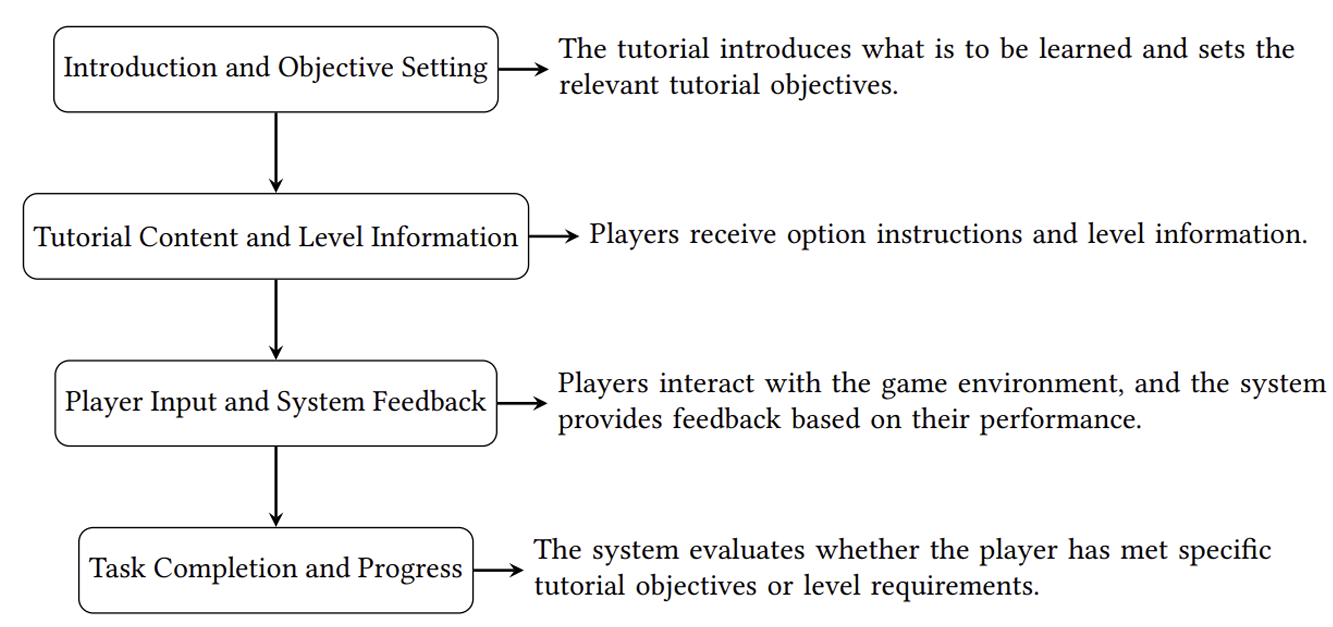 Introduction and Objective Setting
The tutorial introduces what is to be learned and sets the
relevant tutorial objectives.
Tutorial Content and Level Information
Players receive option instructions and level information.
Player Input and System Feedback
Players interact with the game environment, and the system
provides feedback based on their performance.
Task Completion and Progress
The system evaluates whether the player has met specific
tutorial objectives or level requirements.